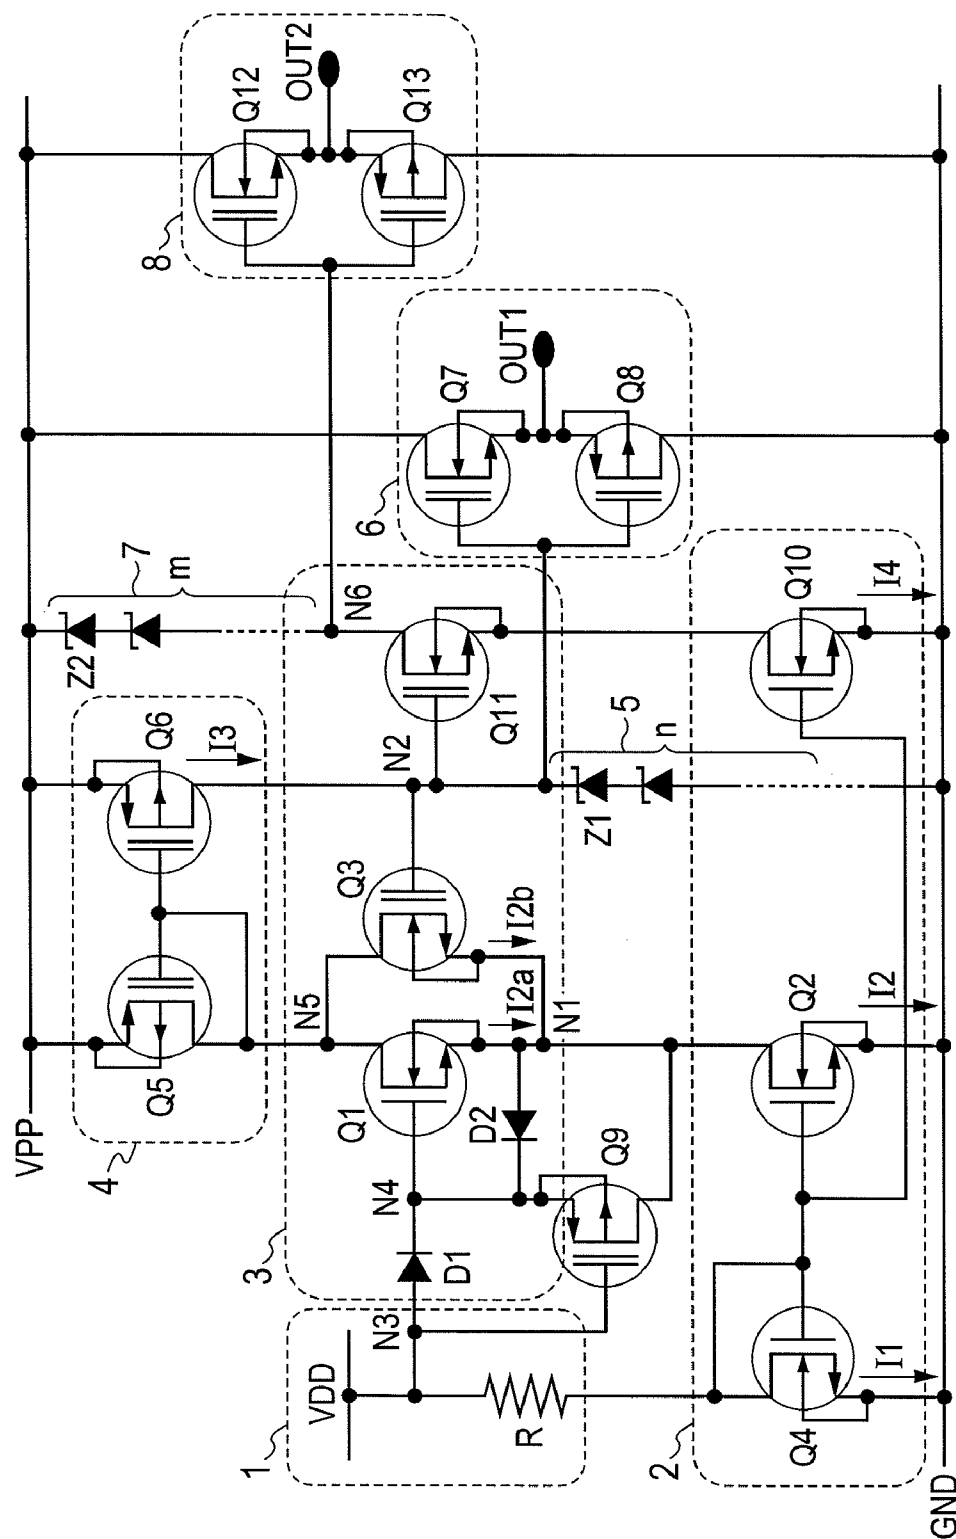 VPP
4
Q5
Q6
I3
Z2
7
m
8
Q12
OUT2
Q13
3
N5
Q1
I2a
Q3
I2b
N1
N2
N6
Q11
N4
D1
D2
Q9
5
n
Z1
6
Q7
OUT1
Q8
1
VDD
N3
R
2
Q4
I1
Q2
I2
Q10
I4
GND